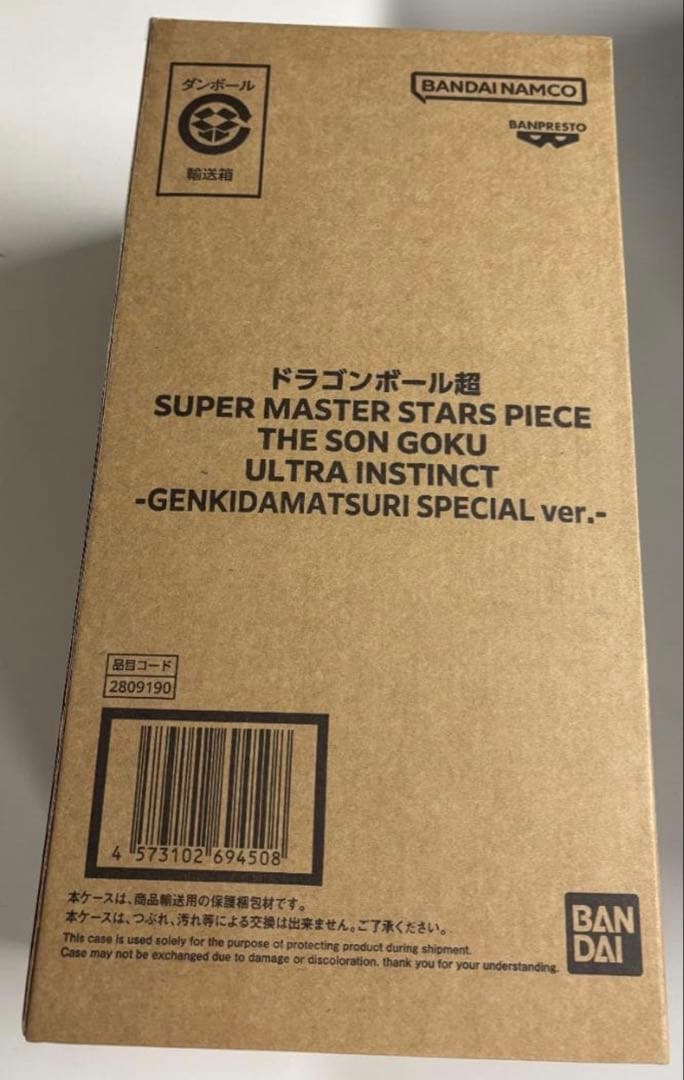 ダンボール
輸送箱
BANDAI NAMCO
BANPRESTO
ドラゴンボール超
SUPER MASTER STARS PIECE
THE SON GOKU
ULTRA INSTINCT
-GENKIDAMATSURI SPECIAL ver.-
品目コード
2809190
4 573102 694508
本ケースは、商品輸送用の保護梱包材です。
本ケースは、つぶれ、汚れ等による交換は出来ません。ご了承ください。
This case is used solely for the purpose of protecting product during shipment.
Case may not be exchanged due to damage or discoloration. thank you for your understanding.
BAN
DAI